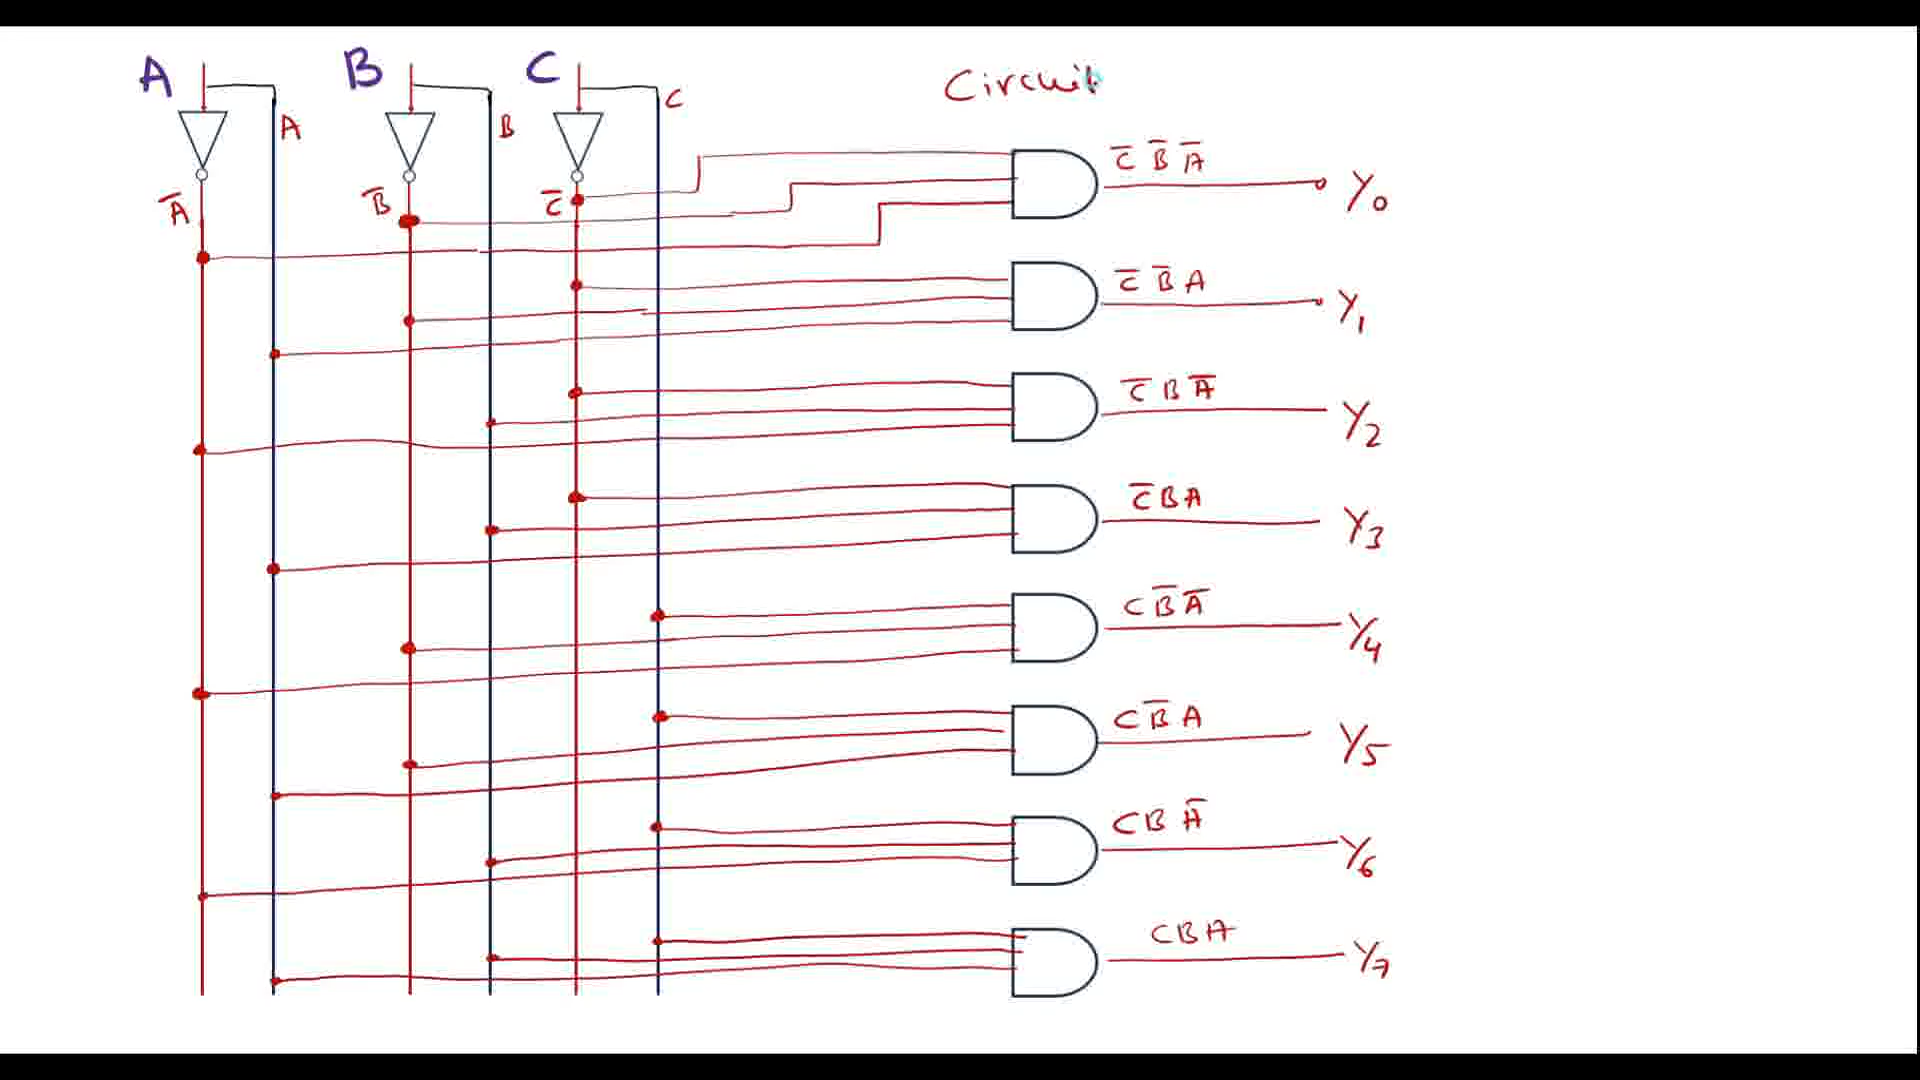 A B C Circuit
A B C
A̅ B̅ C̅
C̅ B̅ A̅ Y0
C̅ B̅ A Y1
C̅ B A̅ Y2
C̅ B A Y3
C B̅ A̅ Y4
C B̅ A Y5
C B A̅ Y6
C B A Y7